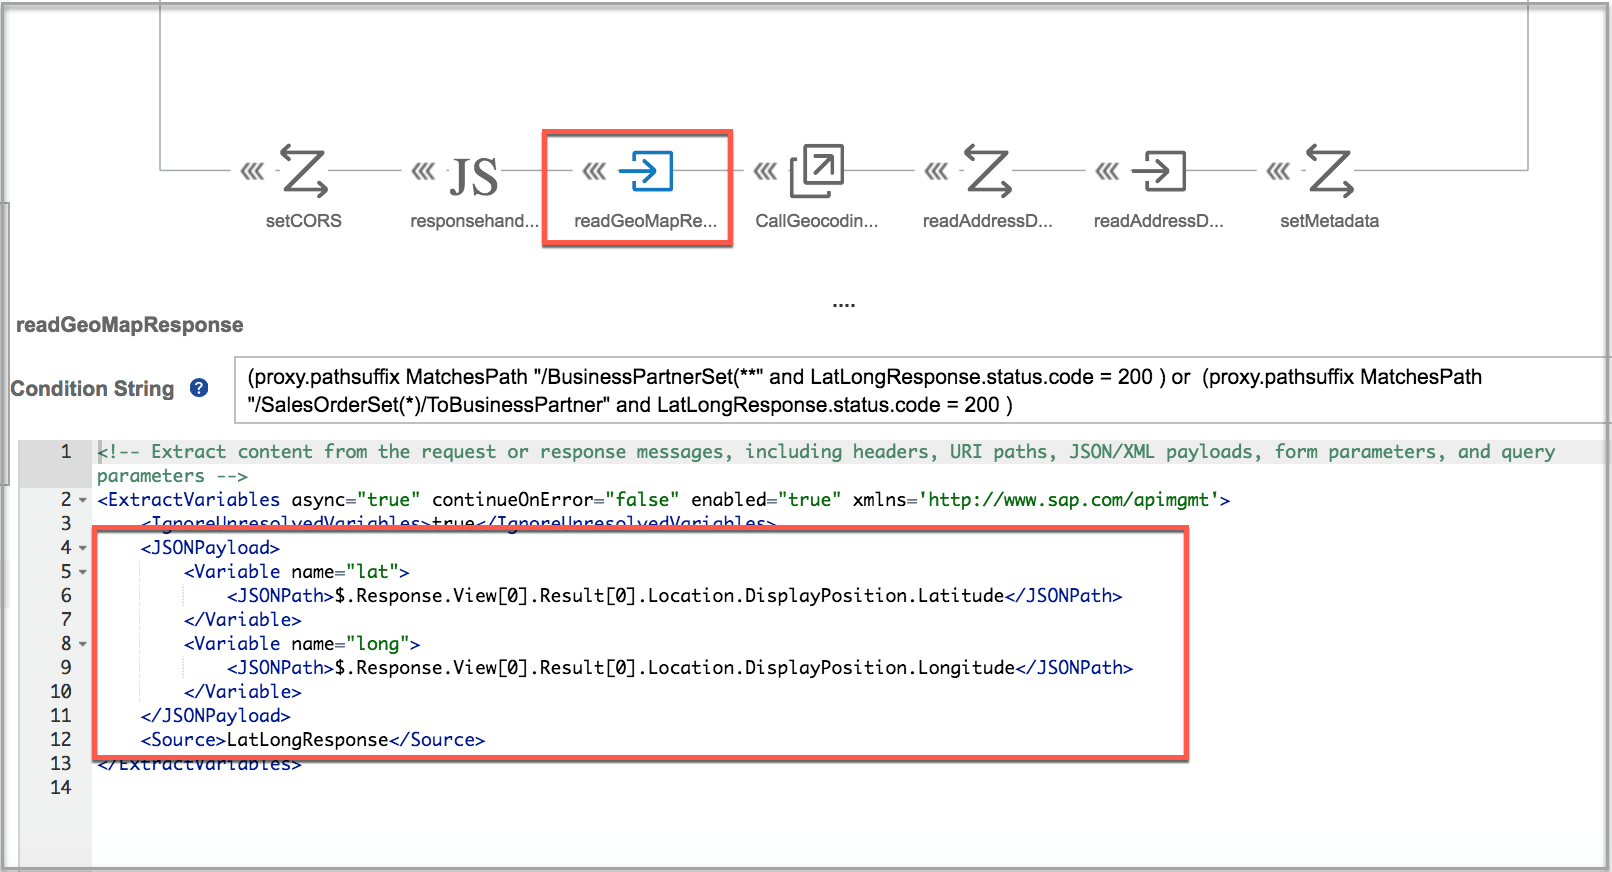 JS
setCORS
responsehand...
readGeoMapRe...
CallGeocodin...
readAddressD...
readAddressD...
setMetadata
....
readGeoMapResponse
Condition String ?
(proxy.pathsuffix MatchesPath "/BusinessPartnerSet(**" and LatLongResponse.status.code = 200 ) or  (proxy.pathsuffix MatchesPath
"/SalesOrderSet(*)/ToBusinessPartner" and LatLongResponse.status.code = 200 )
1 <!-- Extract content from the request or response messages, including headers, URI paths, JSON/XML payloads, form parameters, and query
parameters -->
2 <ExtractVariables async="true" continueOnError="false" enabled="true" xmlns='http://www.sap.com/apimgmt'>
3 <IgnoreUnresolvedVariables>true</IgnoreUnresolvedVariables>
4 <JSONPayload>
5 <Variable name="lat">
6 <JSONPath>$.Response.View[0].Result[0].Location.DisplayPosition.Latitude</JSONPath>
7 </Variable>
8 <Variable name="long">
9 <JSONPath>$.Response.View[0].Result[0].Location.DisplayPosition.Longitude</JSONPath>
10 </Variable>
11 </JSONPayload>
12 <Source>LatLongResponse</Source>
13 </ExtractVariables>
14